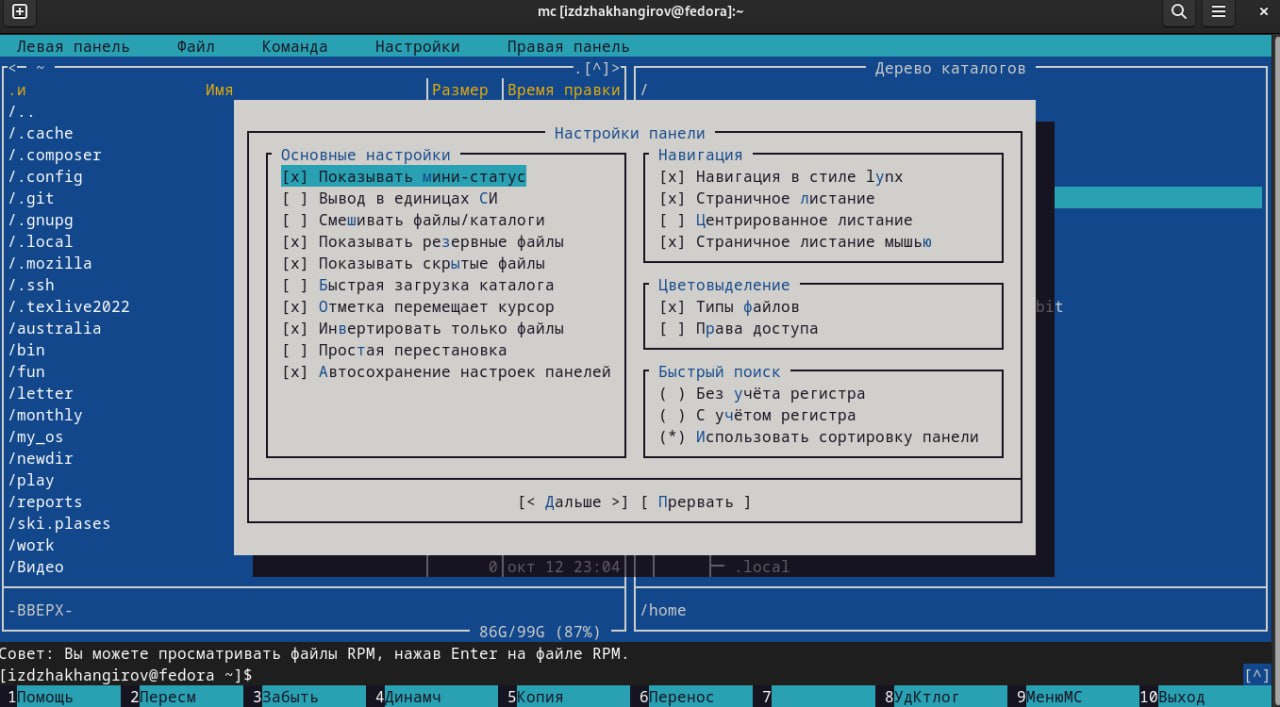 mc [izdzhakhangirov@fedora]:~
Левая панель Файл Команда Настройки Правая панель
<─ ~ .[^]> Дерево каталогов
.и Имя Размер Время правки /
/..
/.cache
/.composer
/.config
/.git
/.gnupg
/.local
/.mozilla
/.ssh
/.texlive2022
/australia
/bin
/fun
/letter
/monthly
/my_os
/newdir
/play
/reports
/ski.plases
/work
/Видео
Настройки панели
Основные настройки
[x] Показывать мини-статус
[ ] Вывод в единицах СИ
[ ] Смешивать файлы/каталоги
[x] Показывать резервные файлы
[x] Показывать скрытые файлы
[ ] Быстрая загрузка каталога
[x] Отметка перемещает курсор
[x] Инвертировать только файлы
[ ] Простая перестановка
[x] Автосохранение настроек панелей
Навигация
[x] Навигация в стиле lynx
[x] Страничное листание
[ ] Центрированное листание
[x] Страничное листание мышью
Цветовыделение
[x] Типы файлов
[ ] Права доступа
Быстрый поиск
( ) Без учёта регистра
( ) С учётом регистра
(*) Использовать сортировку панели
[< Дальше >] [ Прервать ]
bit
0 окт 12 23:04 .local
-ВВЕРХ- /home
86G/99G (87%)
Совет: Вы можете просматривать файлы RPM, нажав Enter на файле RPM.
[izdzhakhangirov@fedora ~]$ [^]
1Помощь 2Пересм 3Забыть 4Динамч 5Копия 6Перенос 7 8УдКтлог 9МенюMC 10Выход